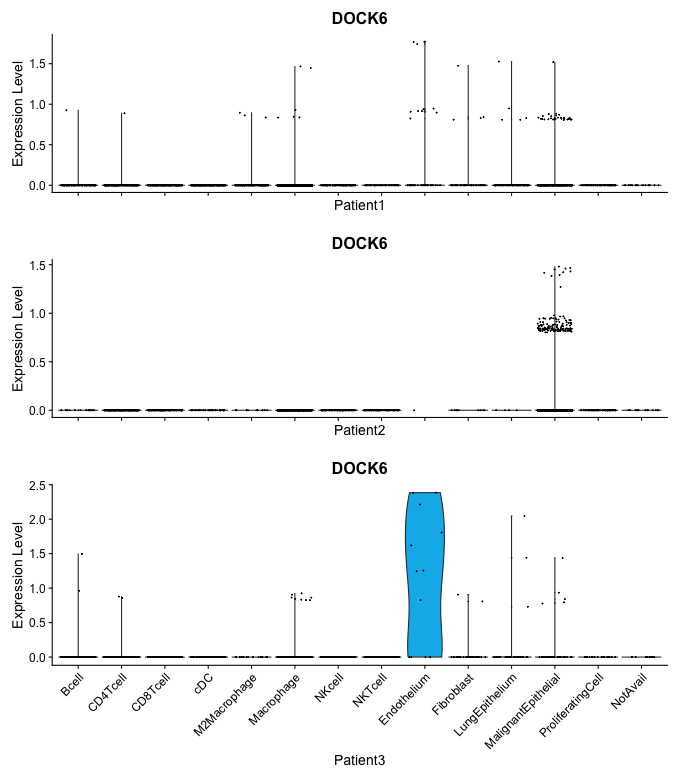 DOCK6
Expression Level
1.5
1.0
0.5
0.0
Patient1
DOCK6
Expression Level
1.5
1.0
0.5
0.0
Patient2
DOCK6
Expression Level
2.5
2.0
1.5
1.0
0.5
0.0
Bcell
CD4Tcell
CD8Tcell
cDC
M2Macrophage
Macrophage
NKcell
NKTcell
Endothelium
Fibroblast
LungEpithelium
MalignantEpithelial
ProliferatingCell
NotAvail
Patient3